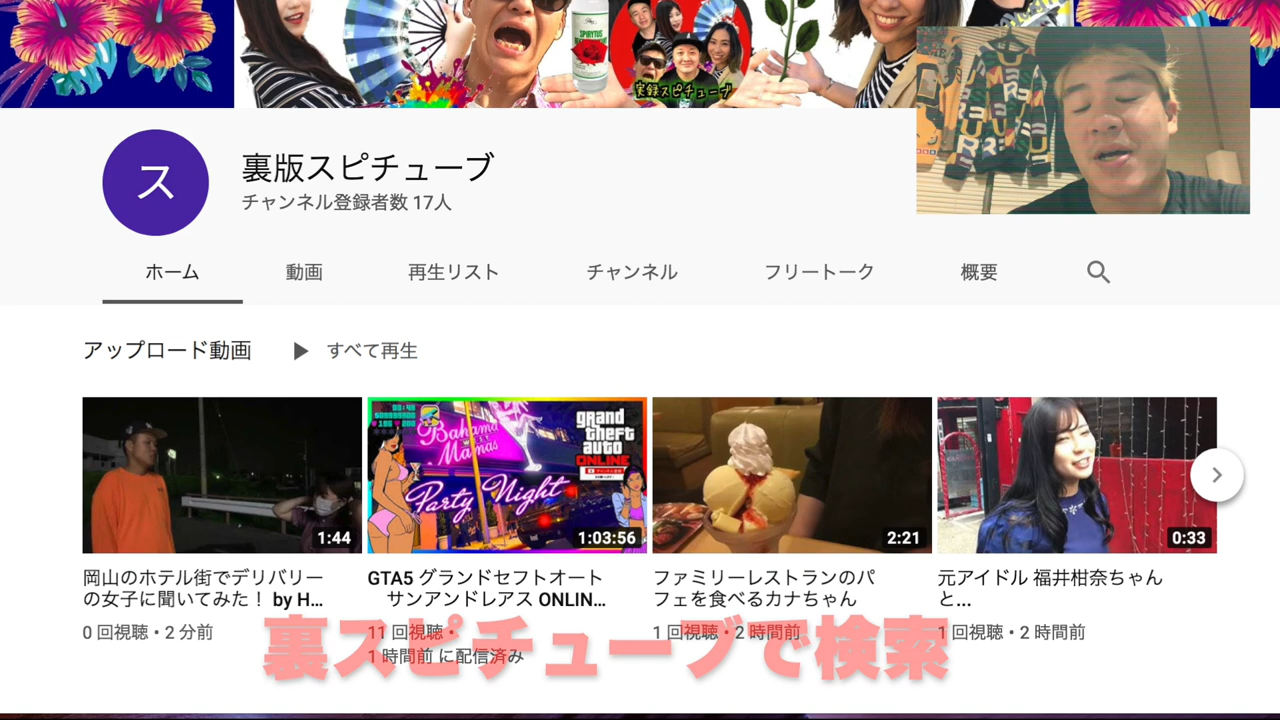 SPIRYTUS
実録スピチューブ
ス
裏版スピチューブ
チャンネル登録者数 17人
ホーム
動画
再生リスト
チャンネル
フリートーク
概要
アップロード動画
すべて再生
1:44
Bahama
Mamas
Party Night
grand
theft
auto
ONLINE
1:03:56
2:21
0:33
岡山のホテル街でデリバリー
の女子に聞いてみた！ by H...
0 回視聴・2 分前
GTA5 グランドセフトオート
サンアンドレアス ONLIN...
11 回視聴・
1 時間前 に配信済み
ファミリーレストランのパ
フェを食べるカナちゃん
1 回視聴・2 時間前
元アイドル 福井柑奈ちゃん
と...
1 回視聴・2 時間前
裏スピチューブで検索